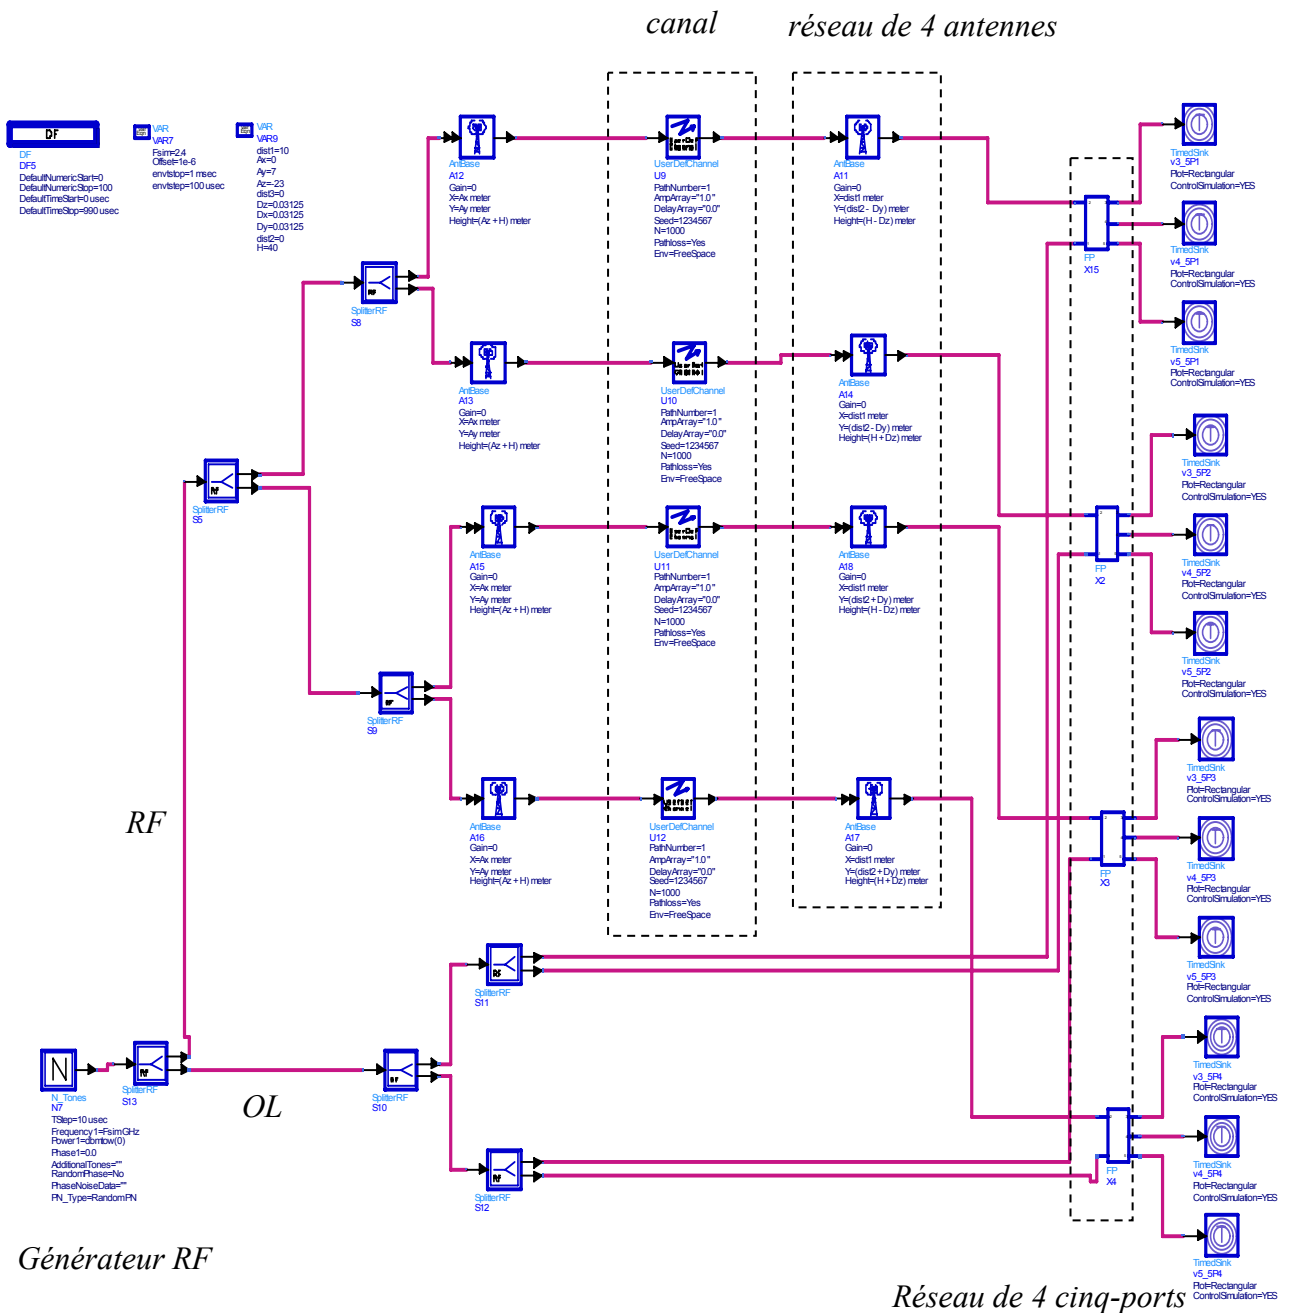 canal
réseau de 4 antennes
DF
DF
DF5
DefaultNumericStart=0
DefaultNumericStop=100
DefaultTimeStart=0 usec
DefaultTimeStop=990 usec
VAR
VAR7
Fsim=2.4
Offset=1e-6
envtstop=1 msec
envtstep=100 usec
VAR
VAR9
dist1=10
Ax=0
Ay=7
Az=-23
dist3=0
Dz=0.03125
Dx=0.03125
Dy=0.03125
dist2=0
H=40
AntBase
A12
Gain=0
X=Ax meter
Y=Ay meter
Height=(Az + H) meter
UserDefChannel
U9
PathNumber=1
AmpArray="1.0"
DelayArray="0.0"
Seed=1234567
N=1000
Pathloss=Yes
Env=FreeSpace
AntBase
A11
Gain=0
X=dist1 meter
Y=(dist2 - Dy) meter
Height=(H - Dz) meter
TimedSink
v3_5P1
Plot=Rectangular
ControlSimulation=YES
FP
X15
TimedSink
v4_5P1
Plot=Rectangular
ControlSimulation=YES
TimedSink
v5_5P1
Plot=Rectangular
ControlSimulation=YES
RF
SplitterRF
S8
AntBase
A13
Gain=0
X=Ax meter
Y=Ay meter
Height=(Az + H) meter
UserDefChannel
U10
PathNumber=1
AmpArray="1.0"
DelayArray="0.0"
Seed=1234567
N=1000
Pathloss=Yes
Env=FreeSpace
AntBase
A14
Gain=0
X=dist1 meter
Y=(dist2 - Dy) meter
Height=(H + Dz) meter
TimedSink
v3_5P2
Plot=Rectangular
ControlSimulation=YES
RF
SplitterRF
S5
AntBase
A15
Gain=0
X=Ax meter
Y=Ay meter
Height=(Az + H) meter
UserDefChannel
U11
PathNumber=1
AmpArray="1.0"
DelayArray="0.0"
Seed=1234567
N=1000
Pathloss=Yes
Env=FreeSpace
AntBase
A18
Gain=0
X=dist1 meter
Y=(dist2 + Dy) meter
Height=(H - Dz) meter
FP
X2
TimedSink
v4_5P2
Plot=Rectangular
ControlSimulation=YES
TimedSink
v5_5P2
Plot=Rectangular
ControlSimulation=YES
RF
SplitterRF
S9
TimedSink
v3_5P3
Plot=Rectangular
ControlSimulation=YES
RF
AntBase
A16
Gain=0
X=Ax meter
Y=Ay meter
Height=(Az + H) meter
UserDefChannel
U12
PathNumber=1
AmpArray="1.0"
DelayArray="0.0"
Seed=1234567
N=1000
Pathloss=Yes
Env=FreeSpace
AntBase
A17
Gain=0
X=dist1 meter
Y=(dist2 + Dy) meter
Height=(H + Dz) meter
FP
X3
TimedSink
v4_5P3
Plot=Rectangular
ControlSimulation=YES
TimedSink
v5_5P3
Plot=Rectangular
ControlSimulation=YES
RF
SplitterRF
S11
N
N_Tones
N7
TStep=10 usec
Frequency1=Fsim GHz
Power1=dbmtow(0)
Phase1=0.0
AdditionalTones=""
RandomPhase=No
PhaseNoiseData=""
PN_Type=Random PN
RF
SplitterRF
S13
OL
RF
SplitterRF
S10
RF
SplitterRF
S12
TimedSink
v3_5P4
Plot=Rectangular
ControlSimulation=YES
FP
X4
TimedSink
v4_5P4
Plot=Rectangular
ControlSimulation=YES
TimedSink
v5_5P4
Plot=Rectangular
ControlSimulation=YES
Générateur RF
Réseau de 4 cinq-ports